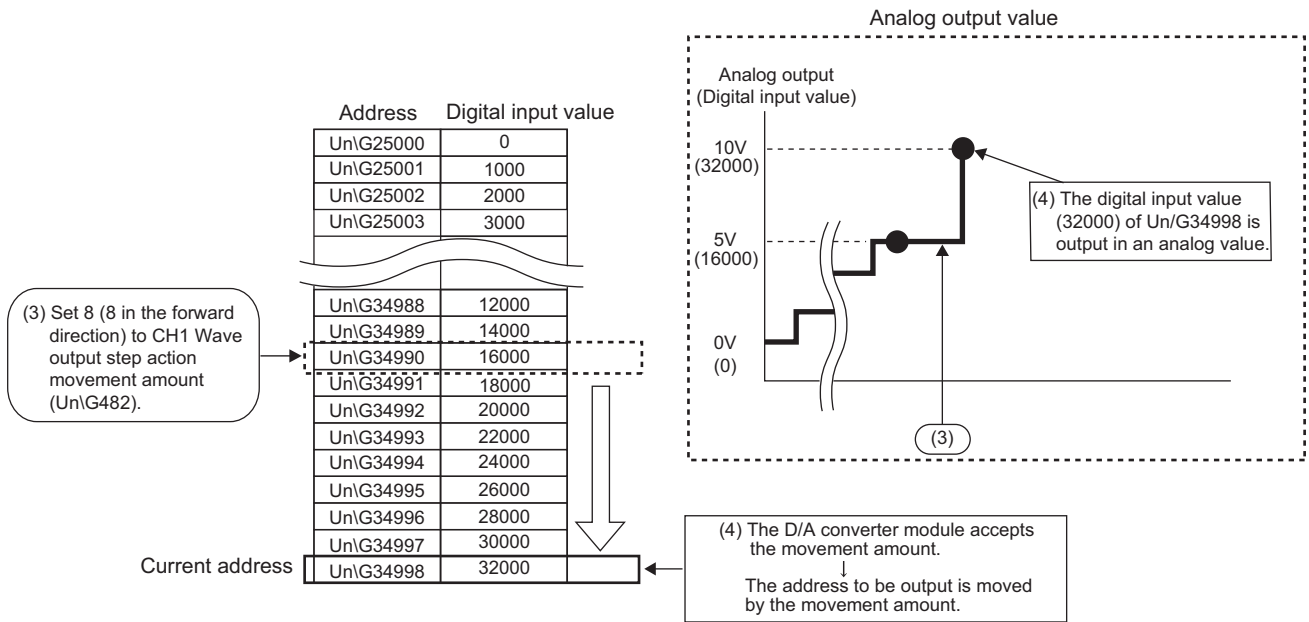 Analog output value
Analog output
(Digital input value)
10V
(32000)
5V
(16000)
0V
(0)
(4) The digital input value
(32000) of Un/G34998 is
output in an analog value.
(3)
Address Digital input value
Un\G25000 0
Un\G25001 1000
Un\G25002 2000
Un\G25003 3000
Un\G34988 12000
Un\G34989 14000
Un\G34990 16000
Un\G34991 18000
Un\G34992 20000
Un\G34993 22000
Un\G34994 24000
Un\G34995 26000
Un\G34996 28000
Un\G34997 30000
Un\G34998 32000
(3) Set 8 (8 in the forward
direction) to CH1 Wave
output step action
movement amount
(Un\G482).
Current address
(4) The D/A converter module accepts
the movement amount.
↓
The address to be output is moved
by the movement amount.